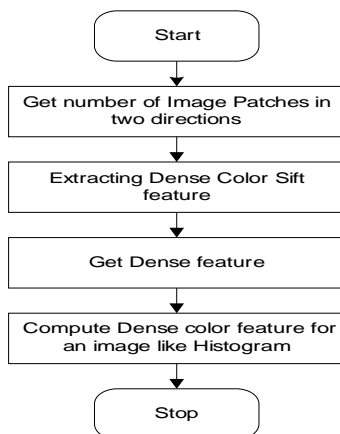 Start
Get number of Image Patches in
two directions
Extracting Dense Color Sift
feature
Get Dense feature
Compute Dense color feature for
an image like Histogram
Stop